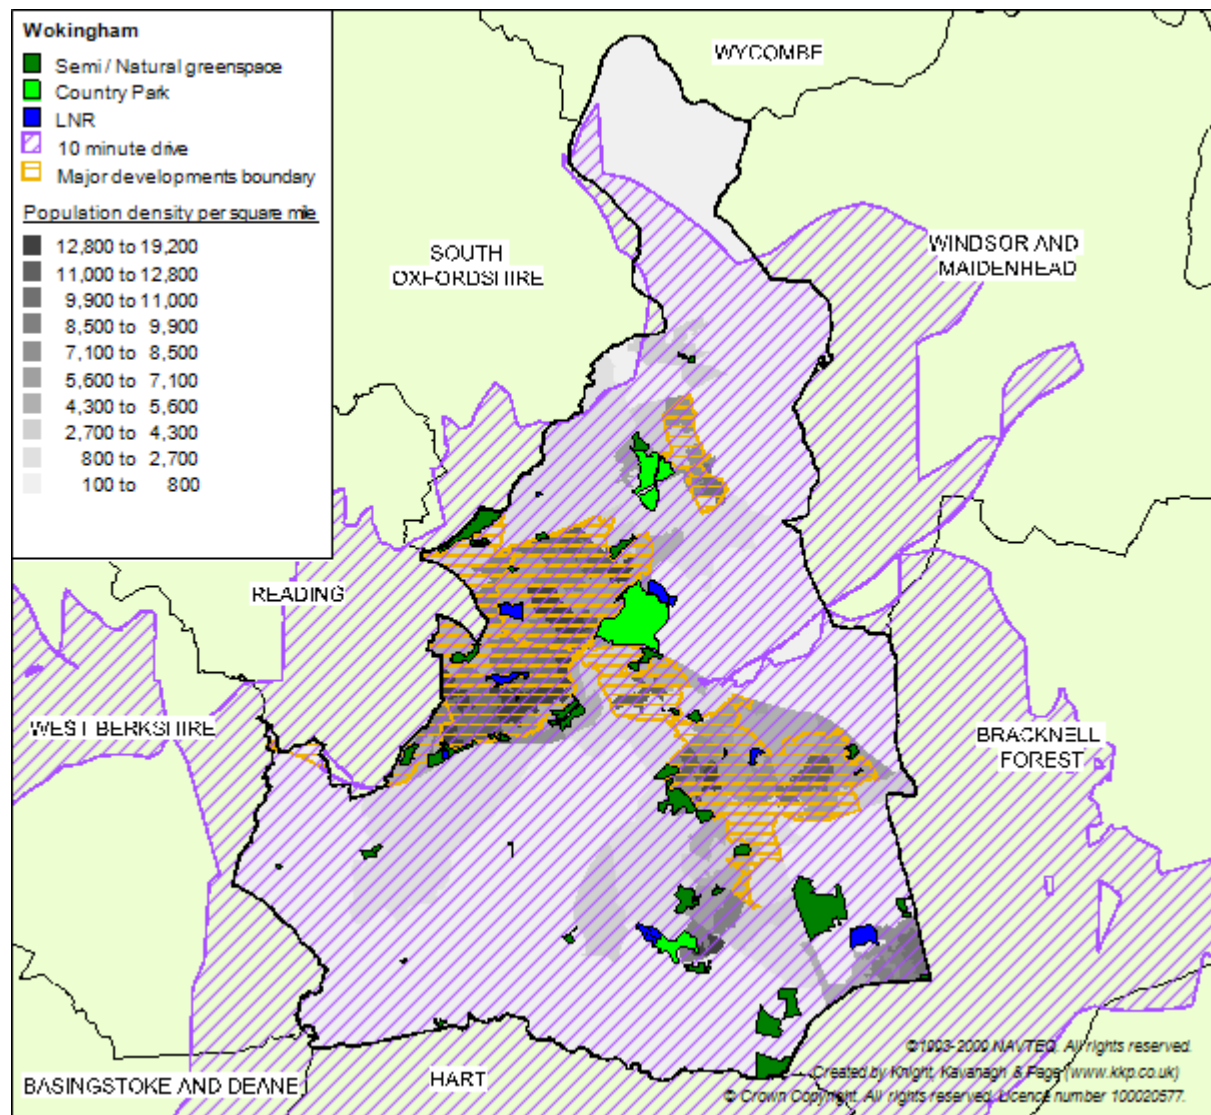 Wokingham
Semi / Natural greenspace
Country Park
LNR
10 minute drive
Major developments boundary
Population density per square mile
12,800 to 19,200
11,000 to 12,800
9,900 to 11,000
8,500 to 9,900
7,100 to 8,500
5,600 to 7,100
4,300 to 5,600
2,700 to 4,300
800 to 2,700
100 to 800
WYCOMBE
SOUTH
OXFORDSHIRE
WINDSOR AND
MAIDENHEAD
READING
WEST BERKSHIRE
BRACKNELL
FOREST
BASINGSTOKE AND DEANE
HART
©1993-2000 NAVTEQ. All rights reserved.
Created by Knight, Kavanagh & Page (www.kkp.co.uk)
© Crown Copyright. All rights reserved. Licence number 100020577.